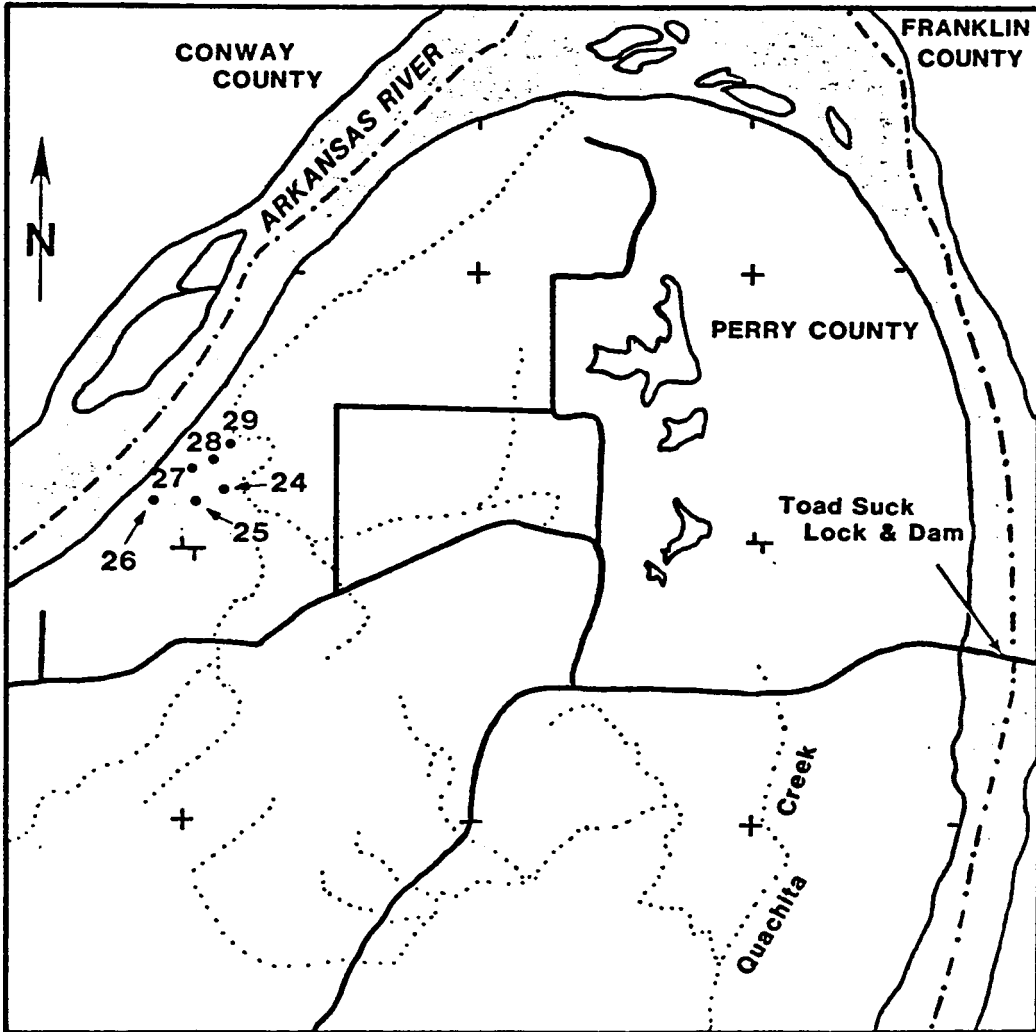 CONWAY
COUNTY
ARKANSAS RIVER
FRANKLIN
COUNTY
N
PERRY COUNTY
29
28
27
24
25
26
Toad Suck
Lock & Dam
Quachita Creek